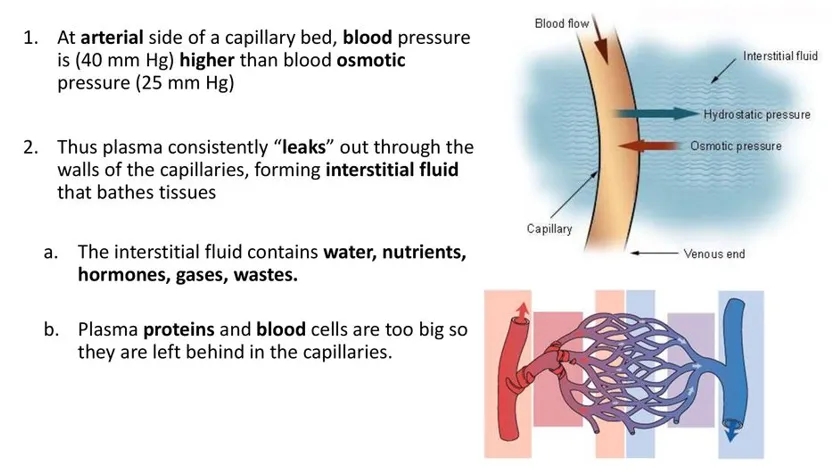 1. At arterial side of a capillary bed, blood pressure
is (40 mm Hg) higher than blood osmotic
pressure (25 mm Hg)
2. Thus plasma consistently “leaks” out through the
walls of the capillaries, forming interstitial fluid
that bathes tissues
a. The interstitial fluid contains water, nutrients,
hormones, gases, wastes.
b. Plasma proteins and blood cells are too big so
they are left behind in the capillaries.
Blood flow
Interstitial fluid
Hydrostatic pressure
Osmotic pressure
Capillary
Venous end